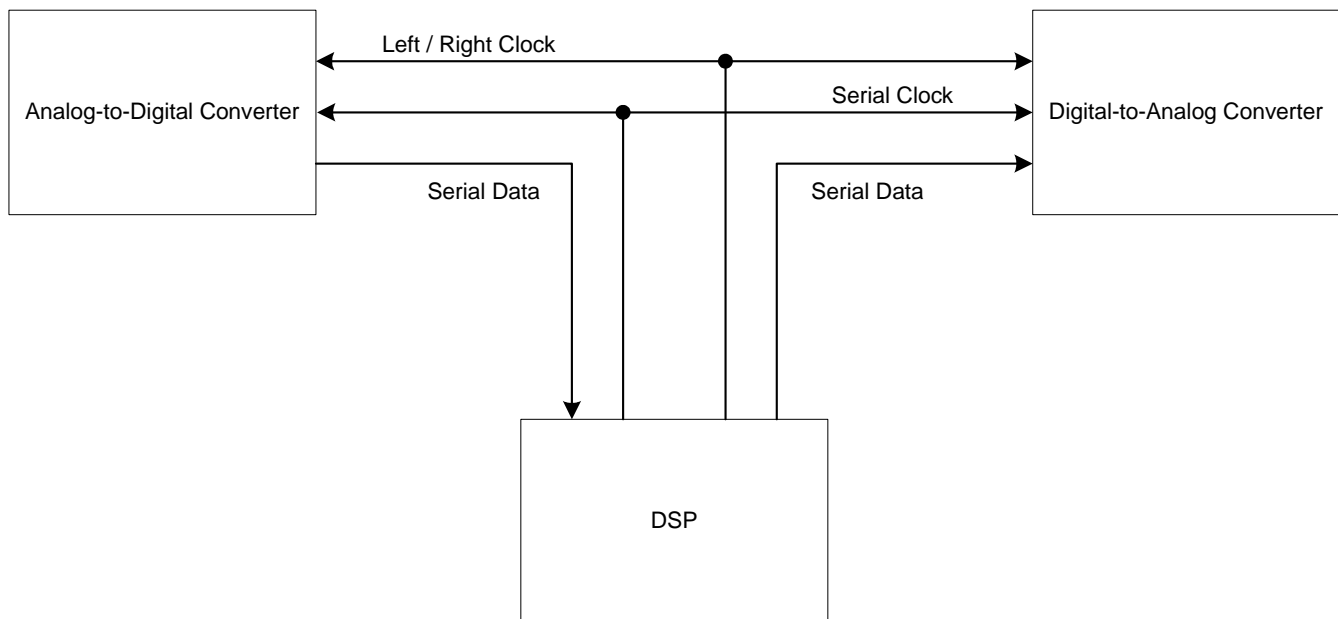 Left / Right Clock
Analog-to-Digital Converter
Serial Clock
Digital-to-Analog Converter
Serial Data
Serial Data
DSP